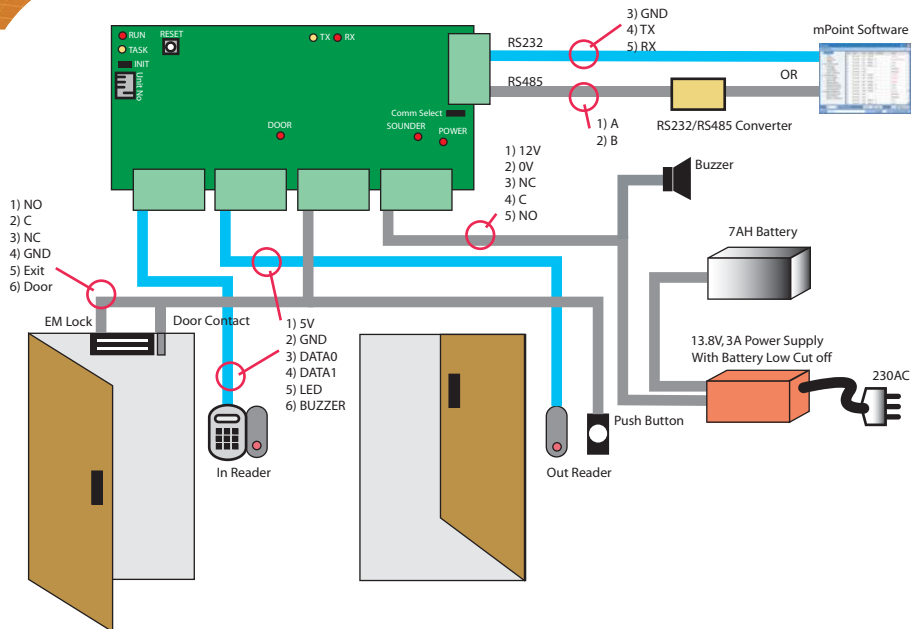 RUN
RESET
TASK
INIT
Unit No
TX
RX
DOOR
Comm Select
SOUNDER
POWER
RS232
RS485
3) GND
4) TX
5) RX
mPoint Software
OR
1) A
2) B
RS232/RS485 Converter
1) 12V
2) 0V
3) NC
4) C
5) NO
Buzzer
7AH Battery
13.8V, 3A Power Supply
With Battery Low Cut off
230AC
1) NO
2) C
3) NC
4) GND
5) Exit
6) Door
EM Lock
Door Contact
1) 5V
2) GND
3) DATA0
4) DATA1
5) LED
6) BUZZER
In Reader
Out Reader
Push Button